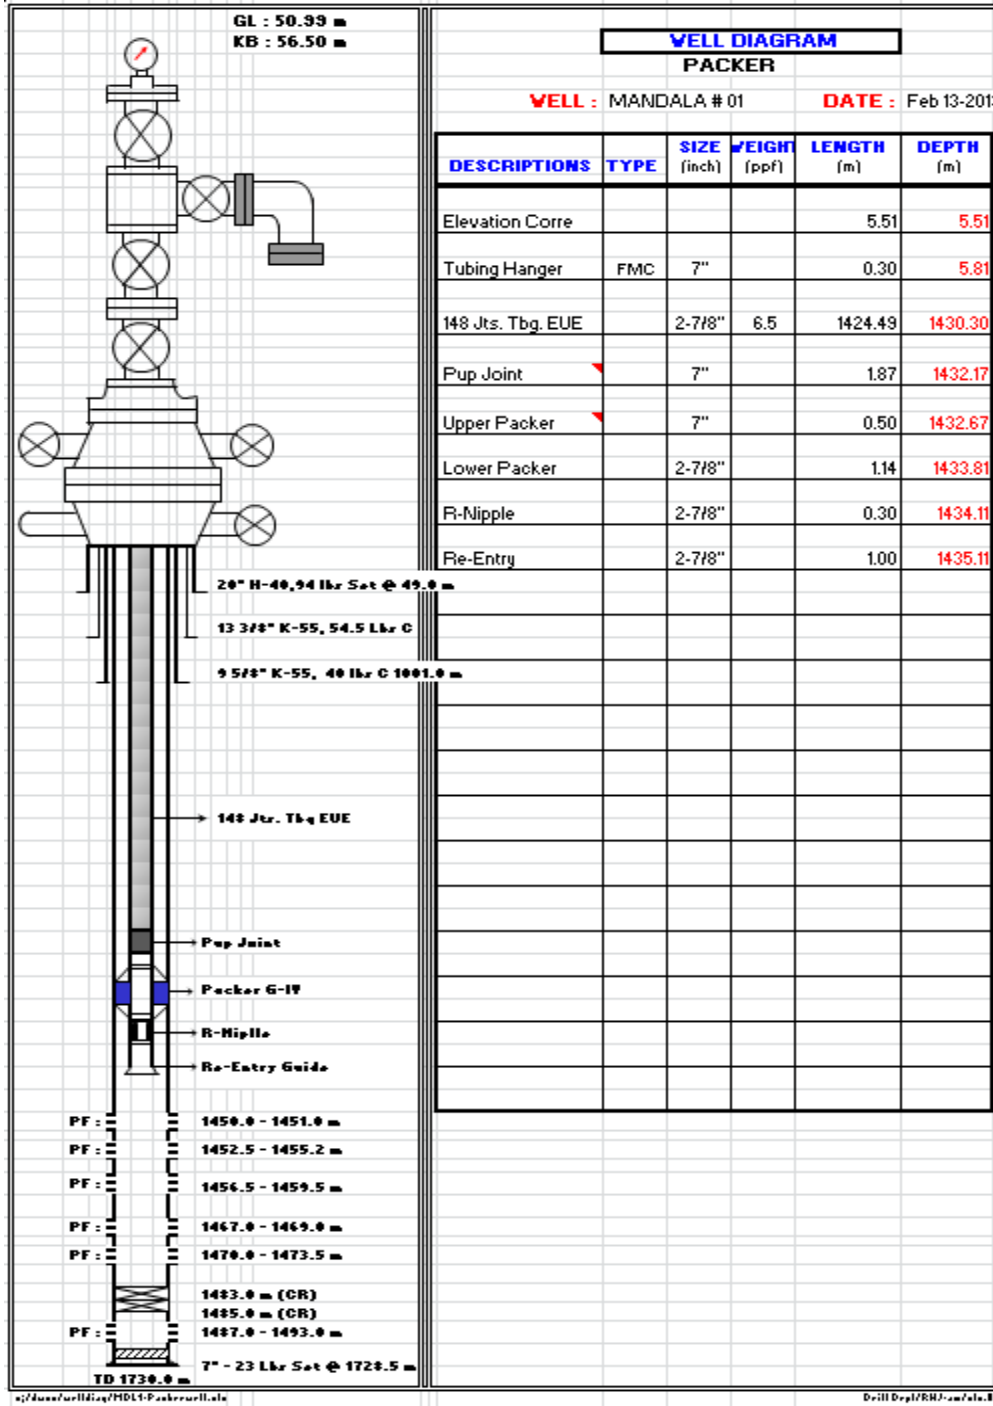 GL : 50.99 m
KB : 56.50 m
WELL DIAGRAM
PACKER
WELL : MANDALA # 01 DATE : Feb 13-201
DESCRIPTIONS TYPE SIZE (inch) WEIGHT (ppf) LENGTH (m) DEPTH (m)
Elevation Corre 5.51 5.51
Tubing Hanger FMC 7" 0.30 5.81
148 Jts. Tbg. EUE 2-7/8" 6.5 1424.49 1430.30
Pup Joint 7" 1.87 1432.17
Upper Packer 7" 0.50 1432.67
Lower Packer 2-7/8" 1.14 1433.81
R-Nipple 2-7/8" 0.30 1434.11
Re-Entry 2-7/8" 1.00 1435.11
20" H-40,94 lbs Set @ 49.0 m
13 3/8" K-55, 54.5 Lbs C
9 5/8" K-55, 40 lbs C 1001.0 m
148 Jts. Tbg EUE
Pup Joint
Packer G-IV
R-Niplle
Re-Entry Guide
PF : 1450.0 - 1451.0 m
PF : 1452.5 - 1455.2 m
PF : 1456.5 - 1459.5 m
PF : 1467.0 - 1469.0 m
PF : 1470.0 - 1473.5 m
1483.0 m (CR)
1485.0 m (CR)
PF : 1487.0 - 1493.0 m
7" - 23 Lbs Set @ 1728.5 m
TD 1730.0 m